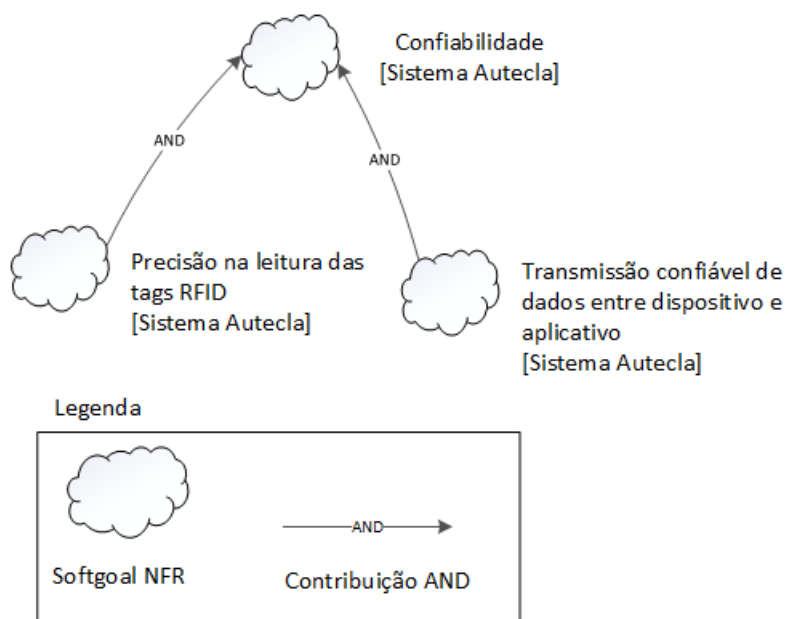 Confiabilidade
[Sistema Autecla]
AND
AND
Precisão na leitura das
tags RFID
[Sistema Autecla]
Transmissão confiável de
dados entre dispositivo e
aplicativo
[Sistema Autecla]
Legenda
AND
Softgoal NFR
Contribuição AND